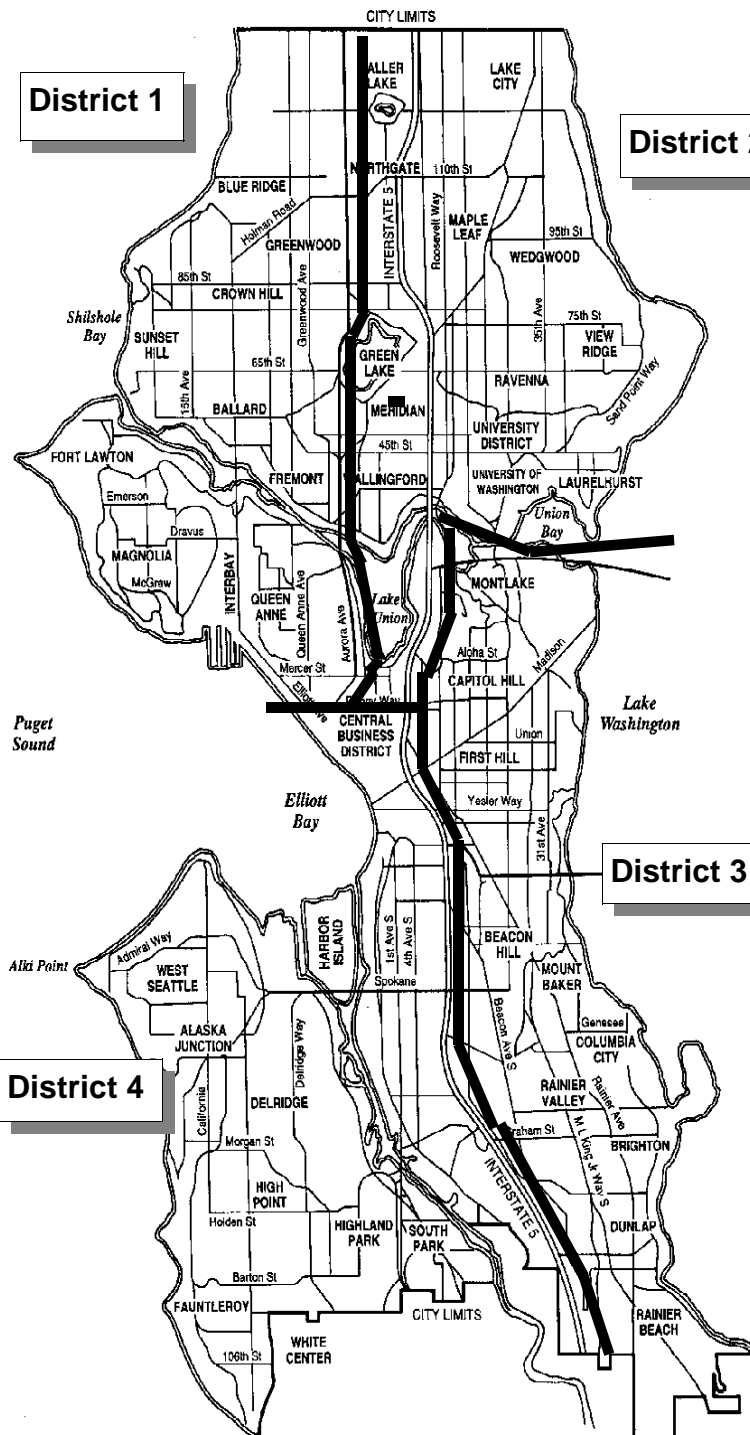 CITY LIMITS
District 1
ALLER
LAKE
LAKE
CITY
District 2
NORTHGATE
110th St
BLUE RIDGE
Holman Road
GREENWOOD
INTERSTATE 5
Roosevelt Way
MAPLE
LEAF
95th St
WEDGWOOD
85th St
CROWN HILL
Greenwood Ave
35th Ave
Shilshole
Bay
SUNSET
HILL
75th St
VIEW
RIDGE
GREEN
LAKE
65th St
15th Ave
RAVENNA
Sand Point Way
BALLARD
MERIDIAN
UNIVERSITY
DISTRICT
45th St
FORT LAWTON
FREMONT
WALLINGFORD
UNIVERSITY OF
WASHINGTON
LAURELHURST
Emerson
Union
Bay
Dravus
MAGNOLIA
McGraw
INTERBAY
QUEEN
ANNE
Queen Anne Ave
Aurora Ave
Lake
Union
MONTLAKE
Mercer St
Aloha St
Madison
CAPITOL HILL
Elliott Ave
Denny Way
CENTRAL
BUSINESS
DISTRICT
Lake
Washington
Puget
Sound
Union
FIRST HILL
Elliott
Bay
Yesler Way
31st Ave
District 3
HARBOR
ISLAND
1st Ave S
4th Ave S
BEACON
HILL
Alki Point
Admiral Way
WEST
SEATTLE
Spokane
MOUNT
BAKER
ALASKA
JUNCTION
Delridge Way
Beacon Ave S
Genesee
COLUMBIA
CITY
District 4
California
DELRIDGE
RAINIER
VALLEY
Rainier Ave
Morgan St
Graham St
BRIGHTON
M L King Jr Way S
HIGH
POINT
INTERSTATE 5
Holden St
HIGHLAND
PARK
SOUTH
PARK
DUNLAP
Barton St
FAUNTLEROY
CITY LIMITS
RAINIER
BEACH
WHITE
CENTER
106th St